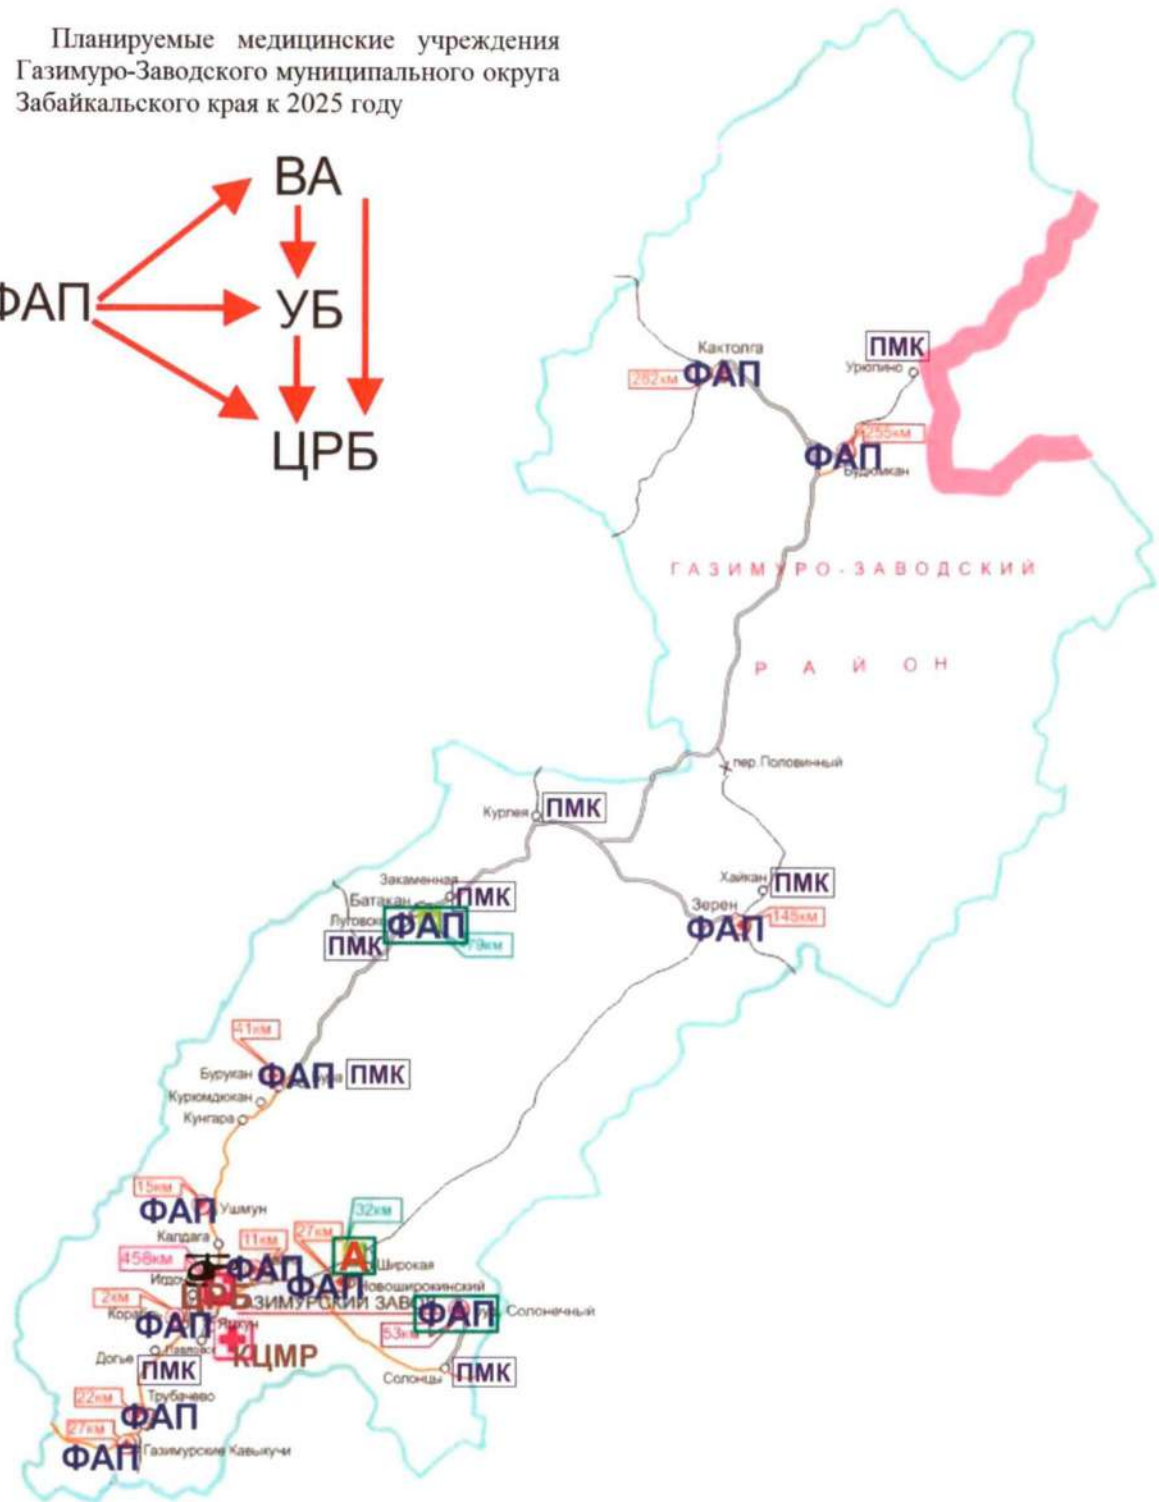 Планируемые медицинские учреждения
Газимуро-Заводского муниципального округа
Забайкальского края к 2025 году
ВА
ФАП
УБ
ЦРБ
Кактолга
ПМК
282км
ФАП
Урюпино
255км
ФАП
Будюмкан
ГАЗИМУРО-ЗАВОДСКИЙ
РАЙОН
пер.Половинный
Курлея
ПМК
Закаменная
ПМК
Хайкан
ПМК
Батакан
Зерен
145км
ФАП
ФАП
ПМК
79км
41км
Бурукан
ФАП
ПМК
Курюмдюкан
Кунгара
15км
ФАП
Ушмун
32км
Калдага
11км
27км
458км
ФАП
А
Широкая
ФАП
Новоширокинский
ЦРБ
2км
ФАП
Солонечный
ФАП
53км
КЦМР
Догье
ПМК
Солонцы
ПМК
22км
Трубачево
ФАП
27км
ФАП
Газимурские Кавыкучи